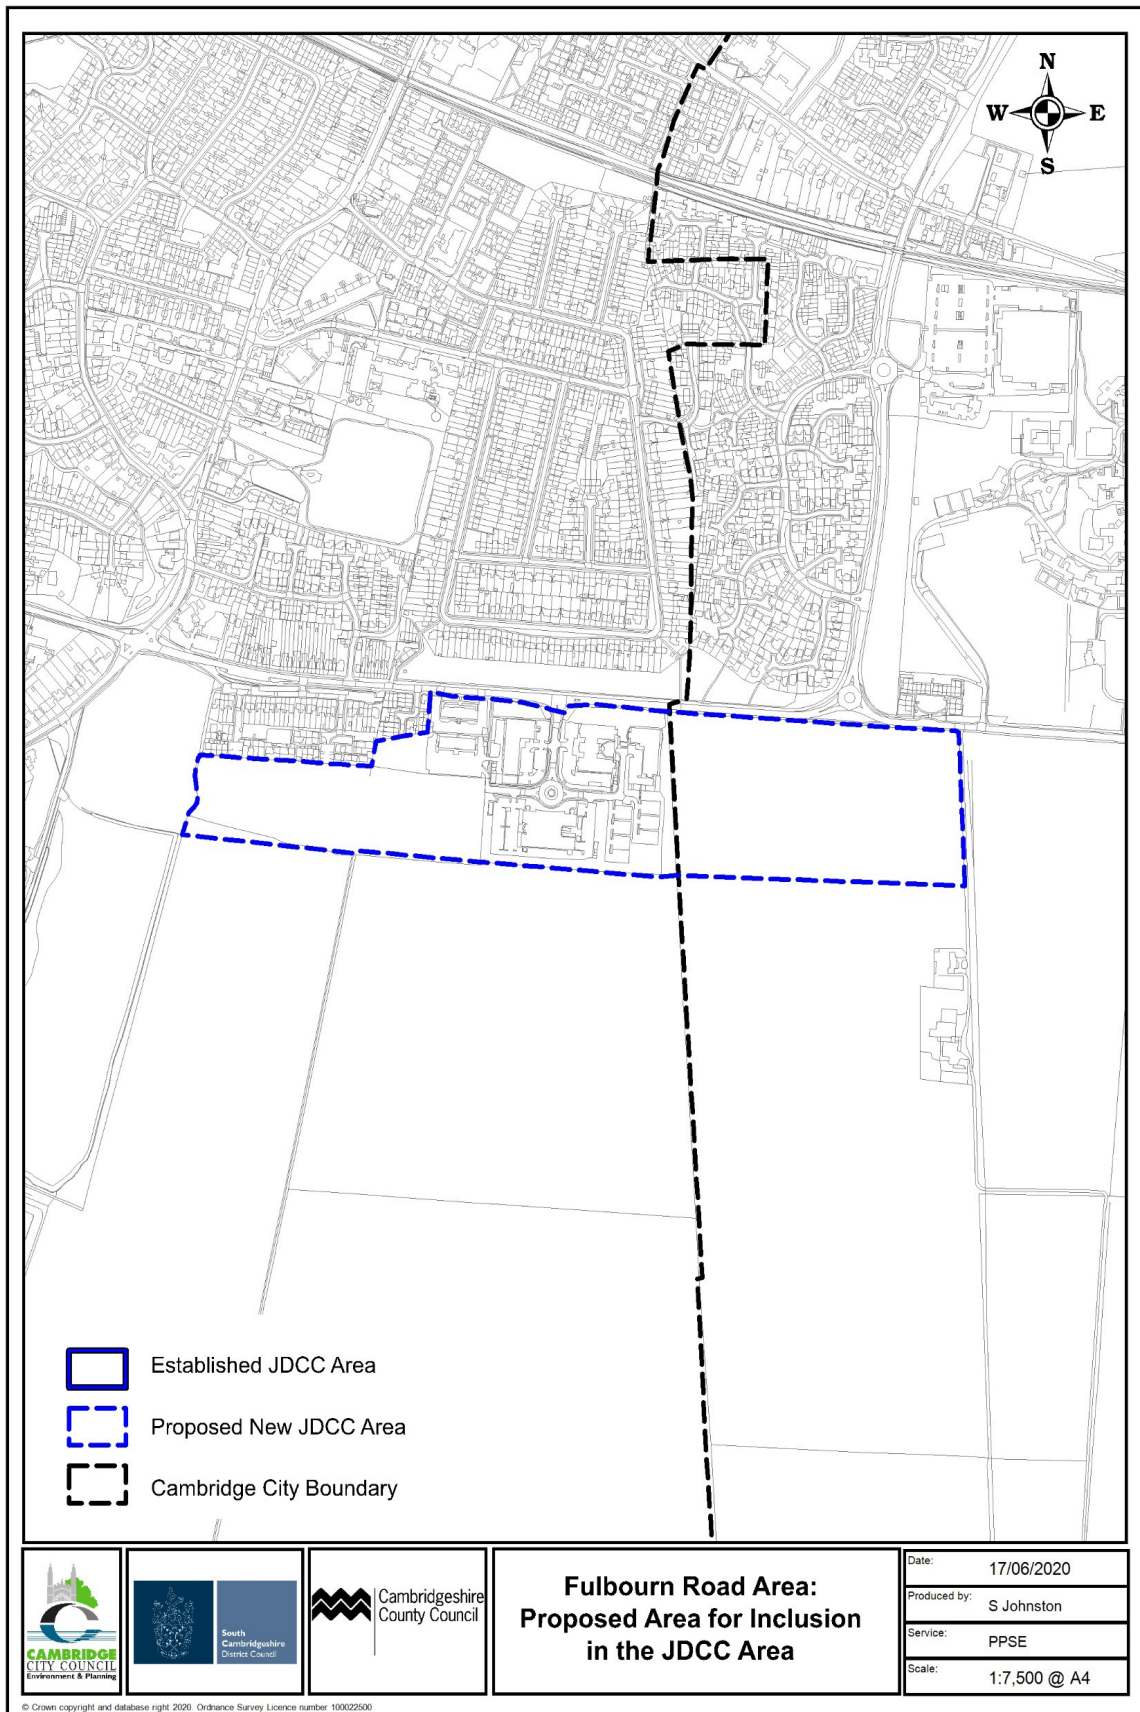 N
W E
S
Established JDCC Area
Proposed New JDCC Area
Cambridge City Boundary
CAMBRIDGE
CITY COUNCIL
Environment & Planning
South
Cambridgeshire
District Council
Cambridgeshire
County Council
Fulbourn Road Area:
Proposed Area for Inclusion
in the JDCC Area
Date: 17/06/2020
Produced by: S Johnston
Service: PPSE
Scale: 1:7,500 @ A4
© Crown copyright and database right 2020. Ordnance Survey Licence number 100022500